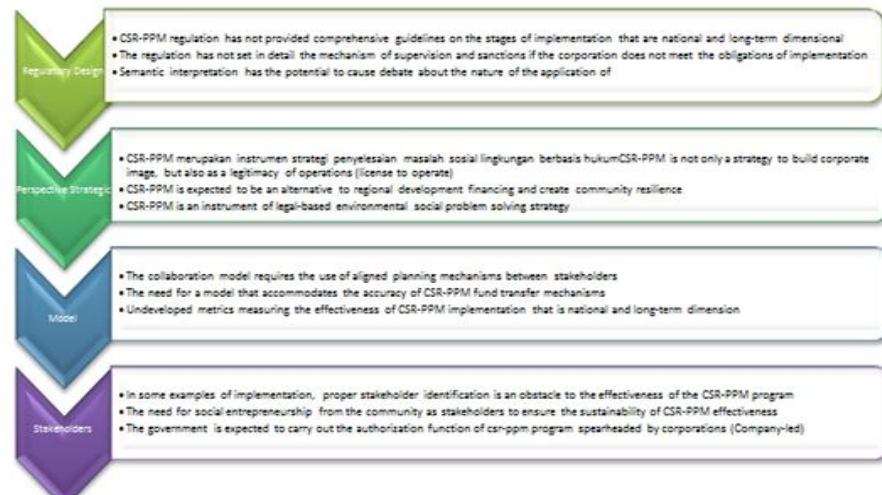 Regulatory Design
• CSR-PPM regulation has not provided comprehensive guidelines on the stages of implementation that are national and long-term dimensional
• The regulation has not set in detail the mechanism of supervision and sanctions if the corporation does not meet the obligations of implementation
• Semantic interpretation has the potential to cause debate about the nature of the application of
Perspective Strategic
• CSR-PPM merupakan instrumen strategi penyelesaian masalah sosial lingkungan berbasis hukumCSR-PPM is not only a strategy to build corporate
image, but also as a legitimacy of operations (license to operate)
• CSR-PPM is expected to be an alternative to regional development financing and create community resilience
• CSR-PPM is an instrument of legal-based environmental social problem solving strategy
Model
• The collaboration model requires the use of aligned planning mechanisms between stakeholders
• The need for a model that accommodates the accuracy of CSR-PPM fund transfer mechanisms
• Undeveloped metrics measuring the effectiveness of CSR-PPM implementation that is national and long-term dimension
Stakeholders
• In some examples of implementation, proper stakeholder identification is an obstacle to the effectiveness of the CSR-PPM program
• The need for social entrepreneurship from the community as stakeholders to ensure the sustainability of CSR-PPM effectiveness
• The government is expected to carry out the authorization function of csr-ppm program spearheaded by corporations (Company-led)